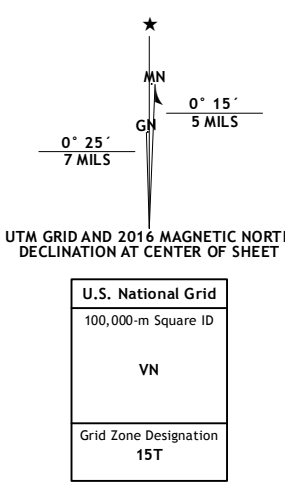 ★
MN
0° 15´
5 MILS
GN
0° 25´
7 MILS
UTM GRID AND 2016 MAGNETIC NORT
DECLINATION AT CENTER OF SHEET
U.S. National Grid
100,000-m Square ID
VN
Grid Zone Designation
15T